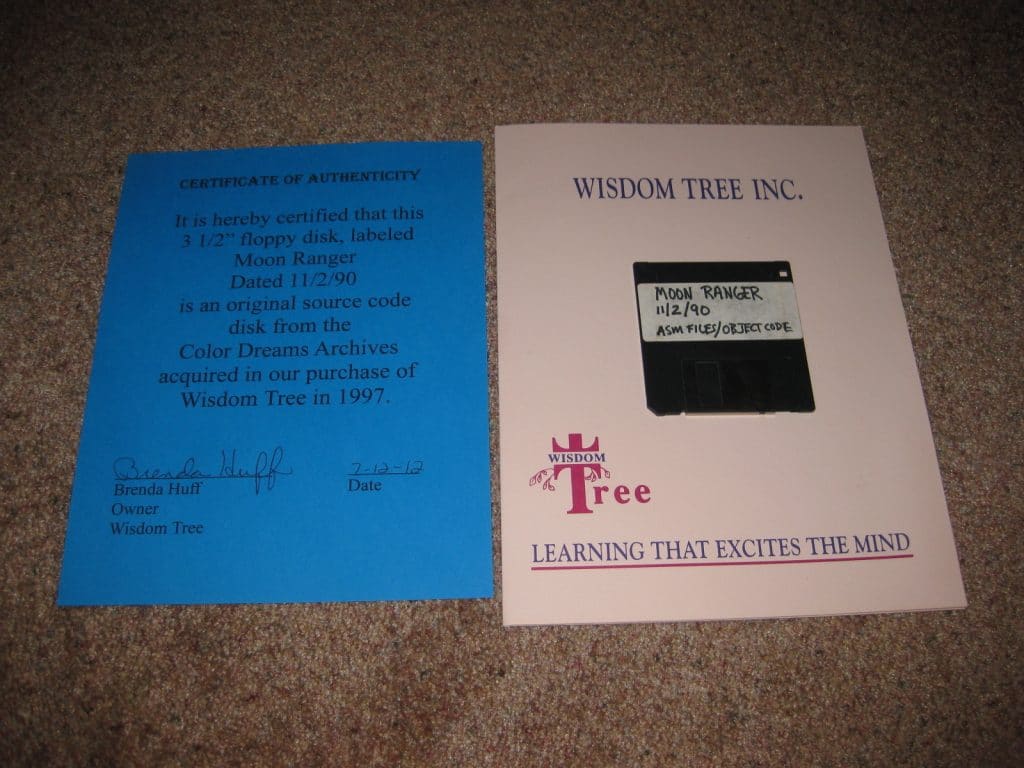 CERTIFICATE OF AUTHENTICITY
It is hereby certified that this
3 1/2" floppy disk, labeled
Moon Ranger
Dated 11/2/90
is an original source code
disk from the
Color Dreams Archives
acquired in our purchase of
Wisdom Tree in 1997.
Brenda Huff 7-12-12
Brenda Huff Date
Owner
Wisdom Tree
WISDOM TREE INC.
MOON RANGER
11/2/90
ASM FILES/OBJECT CODE
WISDOM
Tree
LEARNING THAT EXCITES THE MIND